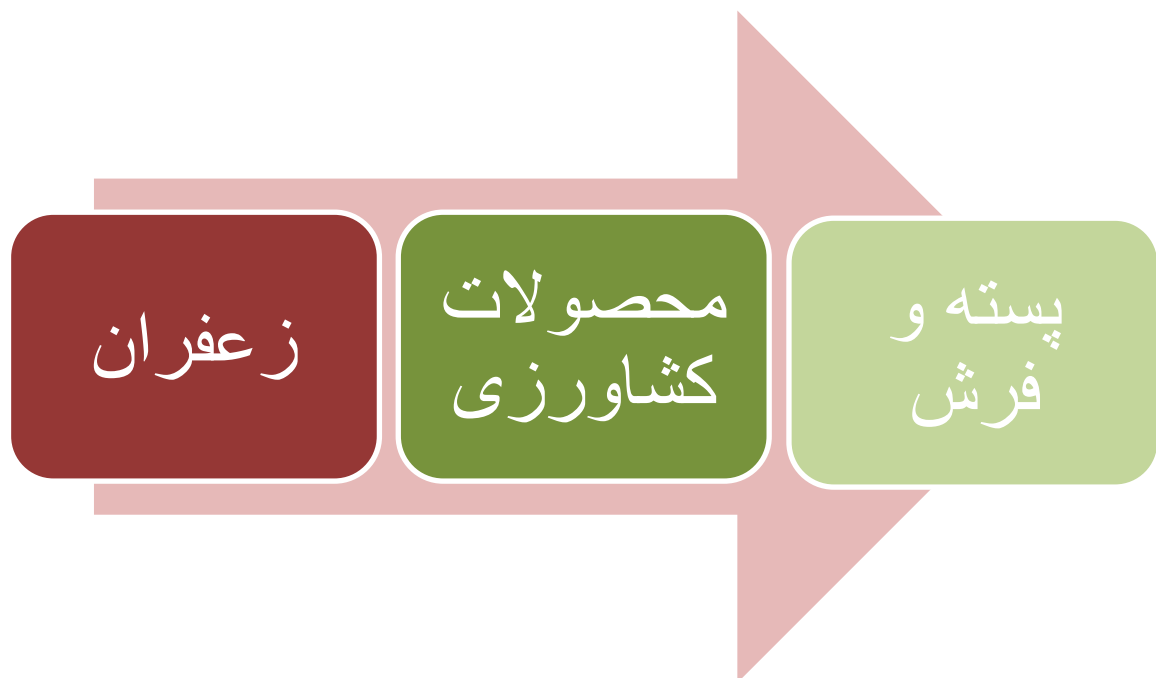 زعفران
محصولات
کشاورزی
پسته و
فرش